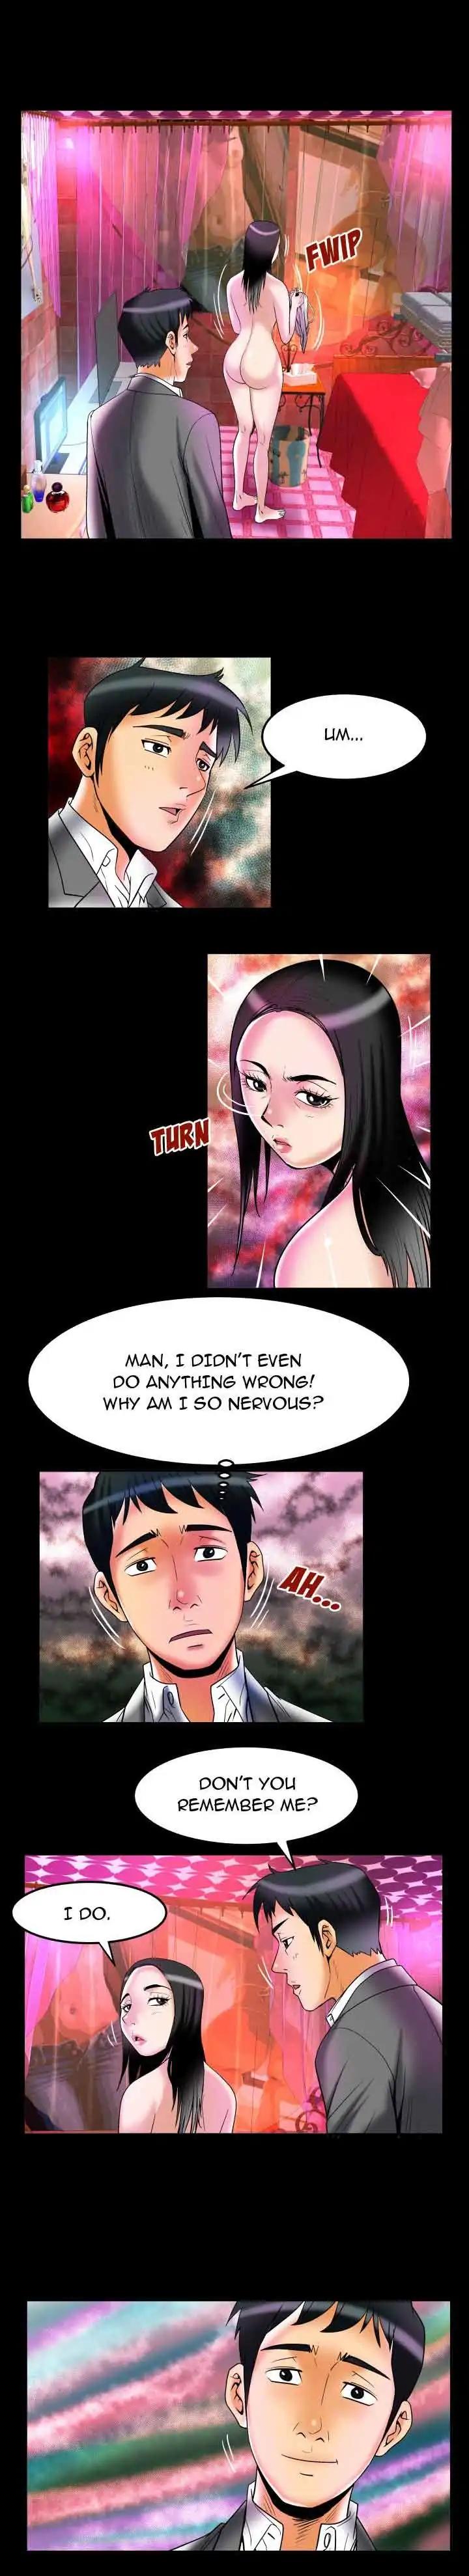 FWIP
UM...
TURN
MAN, I DIDN'T EVEN
DO ANYTHING WRONG!
WHY AM I SO NERVOUS?
AH...
DON'T YOU
REMEMBER ME?
I DO.